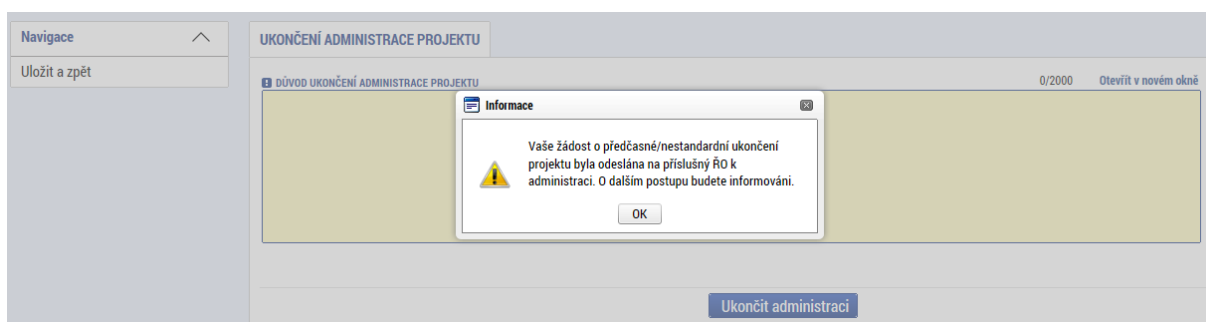 Navigace
Uložit a zpět
UKONČENÍ ADMINISTRACE PROJEKTU
DŮVOD UKONČENÍ ADMINISTRACE PROJEKTU
0/2000 Otevřít v novém okně
Informace
Vaše žádost o předčasné/nestandardní ukončení
projektu byla odeslána na příslušný ŘO k
administraci. O dalším postupu budete informováni.
OK
Ukončit administraci